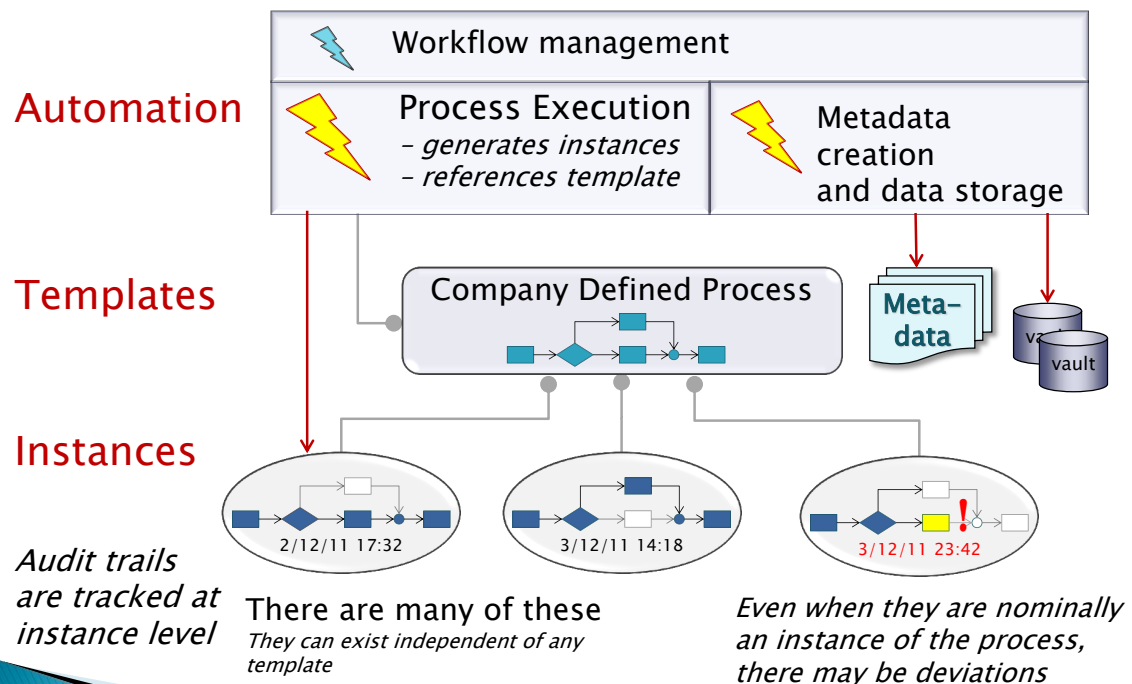 Workflow management
Automation
Process Execution
– generates instances
– references template
Metadata
creation
and data storage
Templates
Company Defined Process
Meta-
data
vault
Instances
2/12/11 17:32
3/12/11 14:18
3/12/11 23:42
!
Audit trails
are tracked at
instance level
There are many of these
They can exist independent of any
template
Even when they are nominally
an instance of the process,
there may be deviations